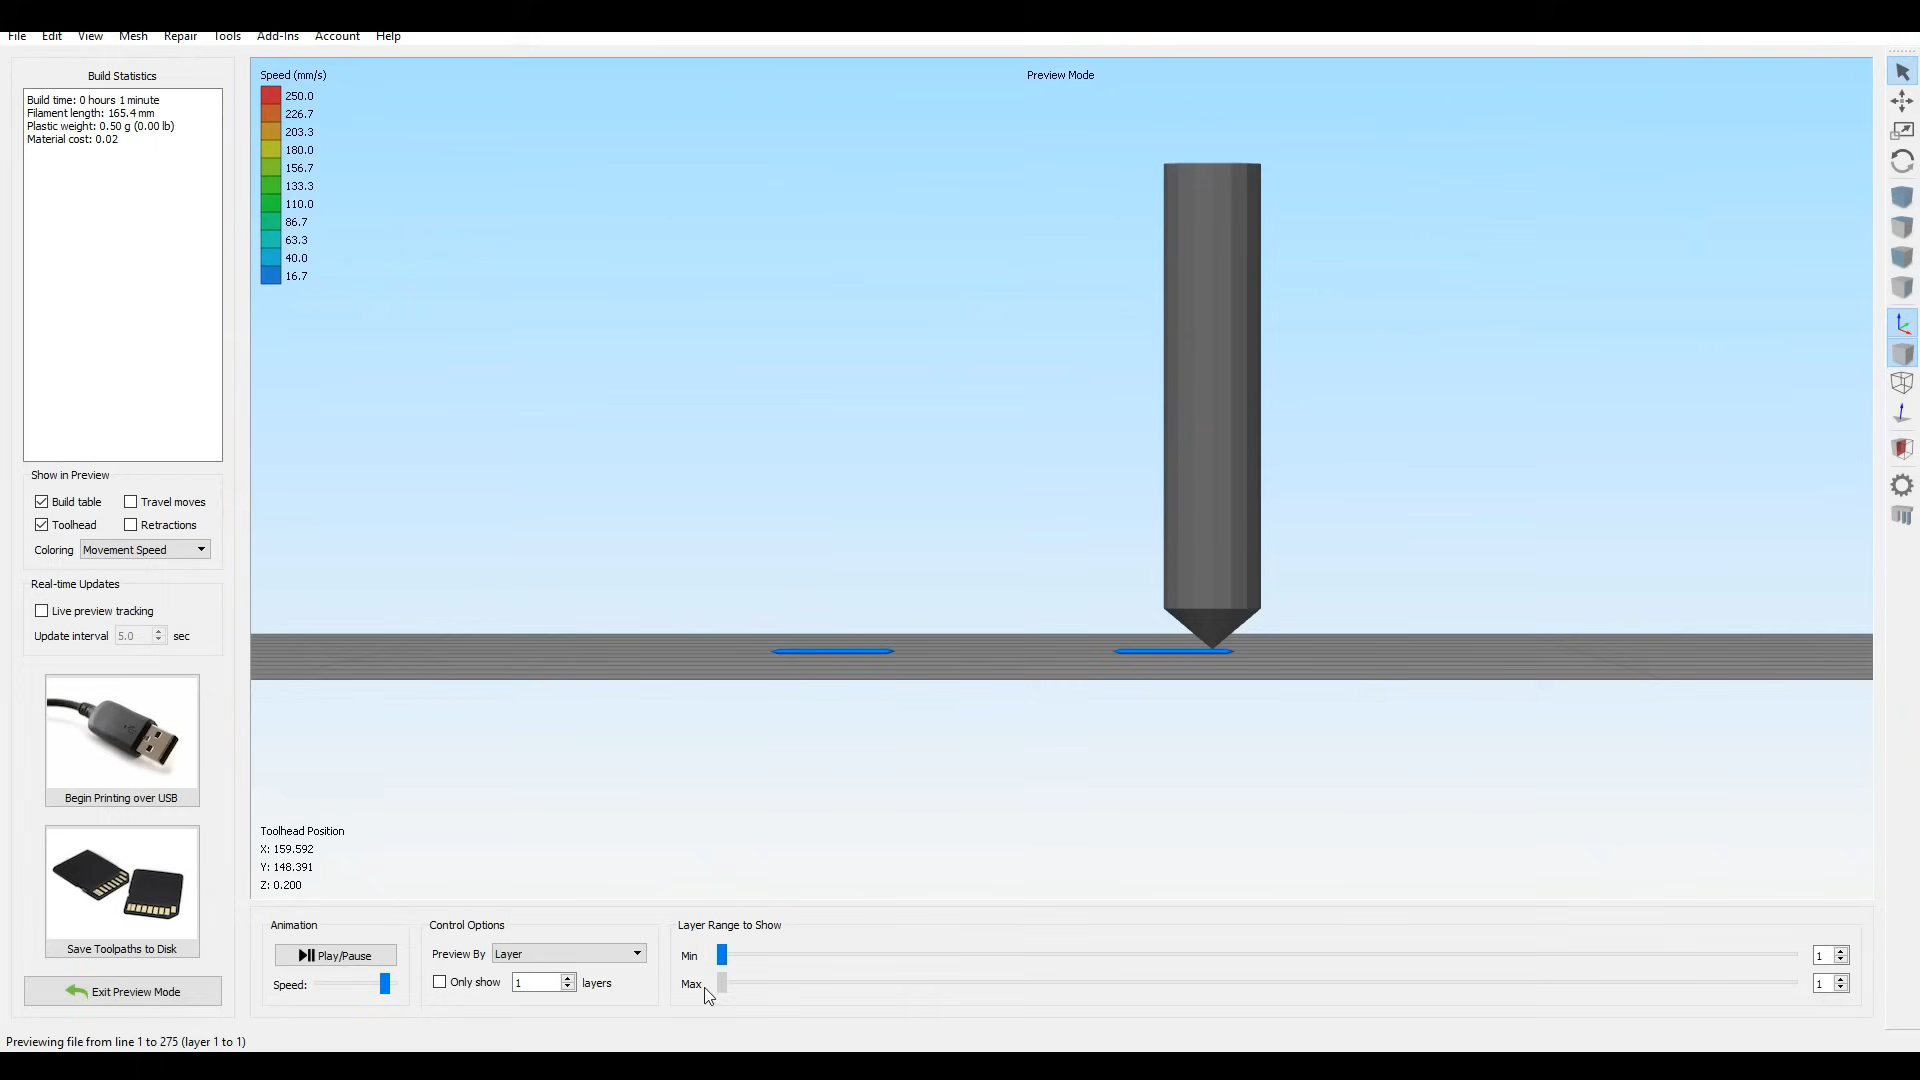 File Edit View Mesh Repair Tools Add-Ins Account Help
Build Statistics
Build time: 0 hours 1 minute
Filament length: 165.4 mm
Plastic weight: 0.50 g (0.00 lb)
Material cost: 0.02
Show in Preview
Build table Travel moves
Toolhead Retractions
Coloring Movement Speed
Real-time Updates
Live preview tracking
Update interval 5.0 sec
Begin Printing over USB
Save Toolpaths to Disk
Exit Preview Mode
Speed (mm/s)
250.0
226.7
203.3
180.0
156.7
133.3
110.0
86.7
63.3
40.0
16.7
Preview Mode
Toolhead Position
X: 159.592
Y: 148.391
Z: 0.200
Animation
Play/Pause
Speed:
Control Options
Preview By Layer
Only show 1 layers
Layer Range to Show
Min 1
Max 1
Previewing file from line 1 to 275 (layer 1 to 1)